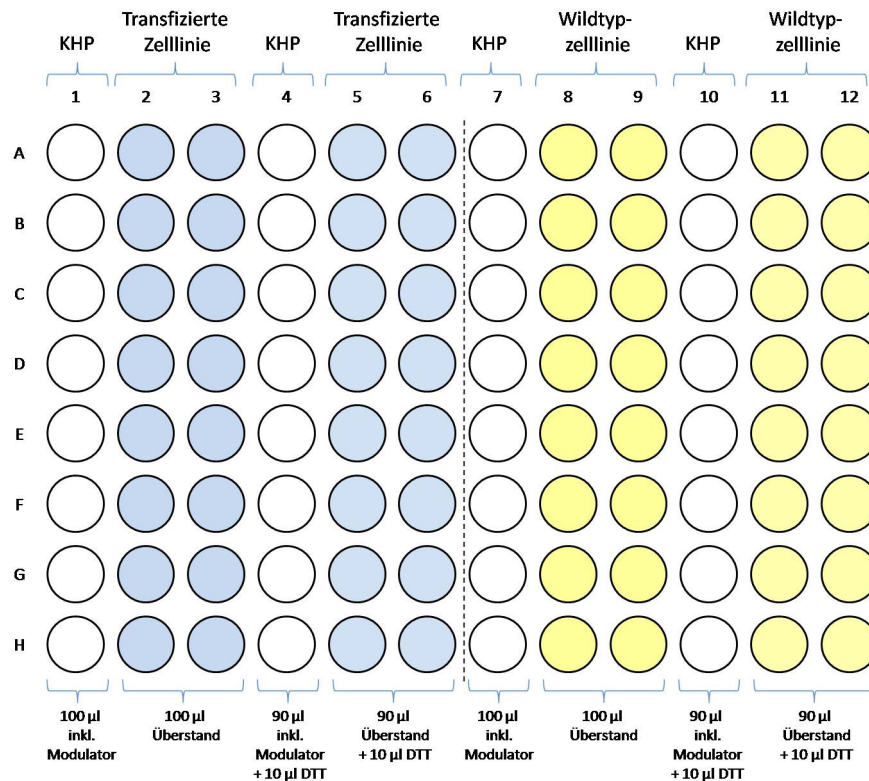 KHP
Transfizierte
Zelllinie
KHP
Transfizierte
Zelllinie
KHP
Wildtyp-
zelllinie
KHP
Wildtyp-
zelllinie
1 2 3 4 5 6 7 8 9 10 11 12
A
B
C
D
E
F
G
H
100 µl
inkl.
Modulator
100 µl
Überstand
90 µl
inkl.
Modulator
+ 10 µl DTT
90 µl
Überstand
+ 10 µl DTT
100 µl
inkl.
Modulator
100 µl
Überstand
90 µl
inkl.
Modulator
+ 10 µl DTT
90 µl
Überstand
+ 10 µl DTT